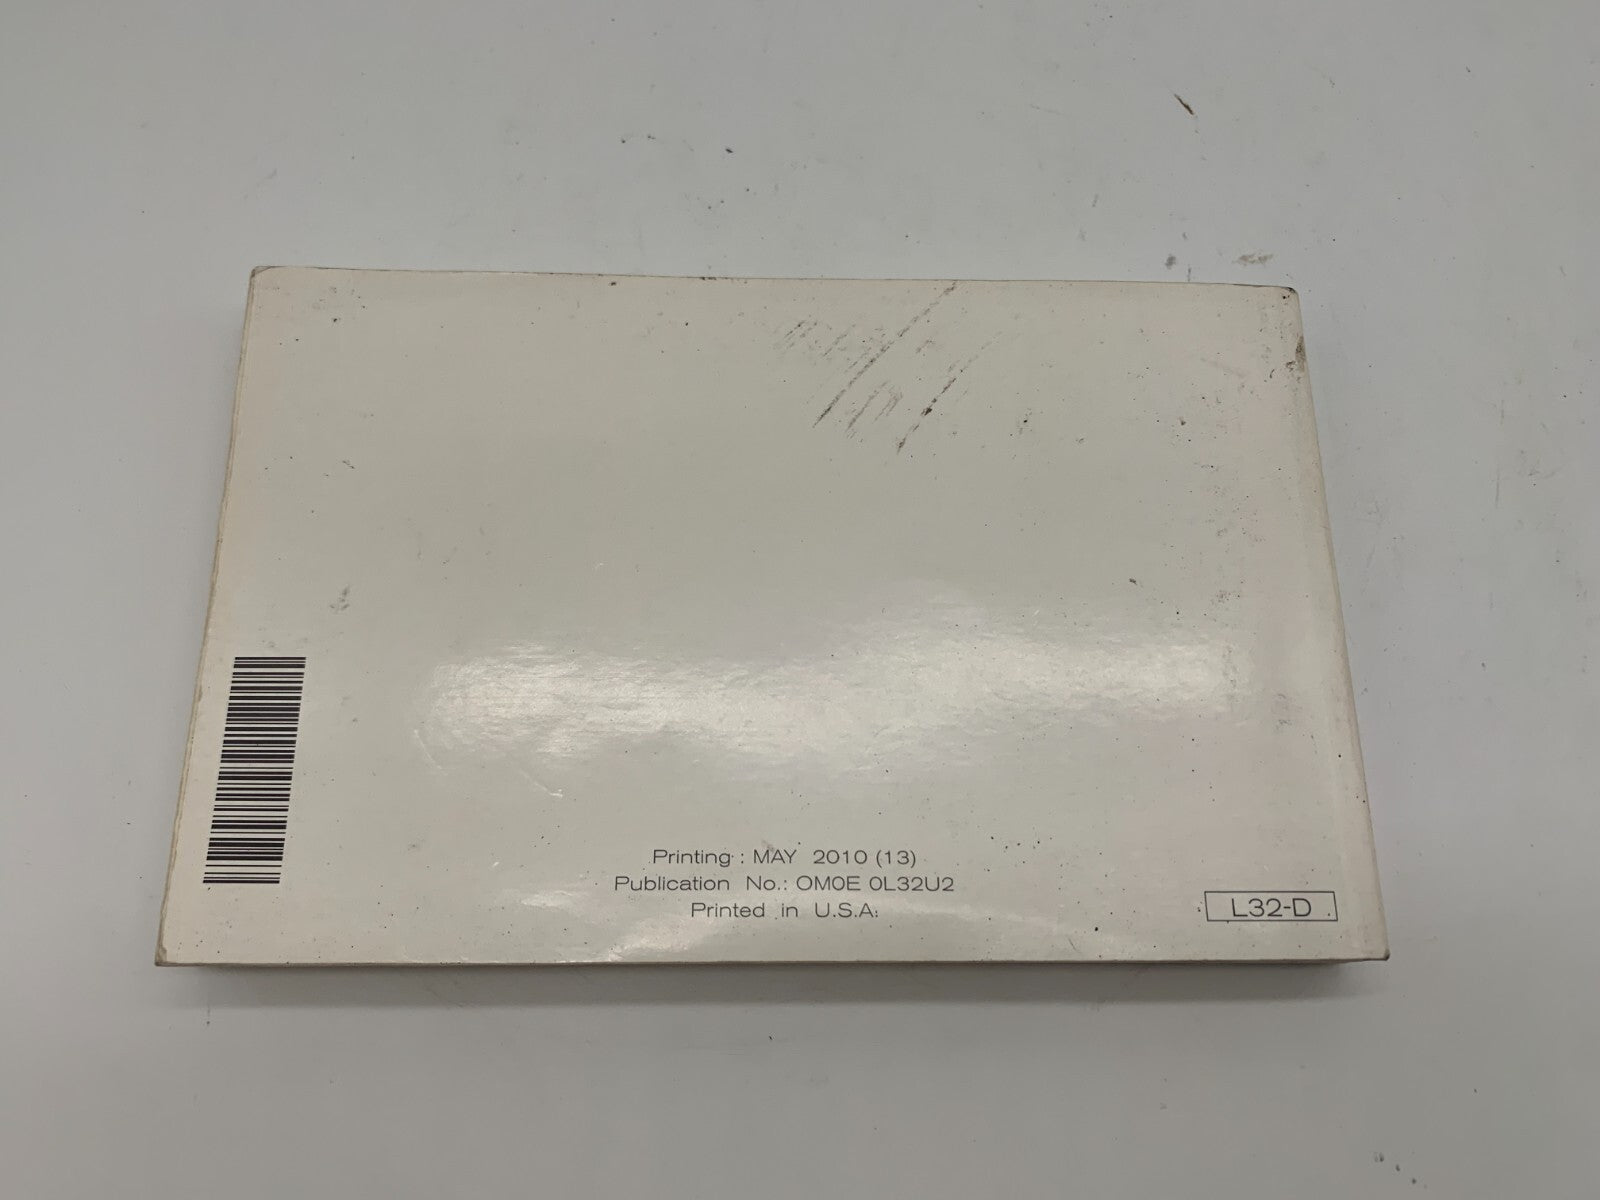 Printing : MAY 2010 (13)
Publication No.: OM0E 0L32U2
Printed in U.S.A.
L32-D